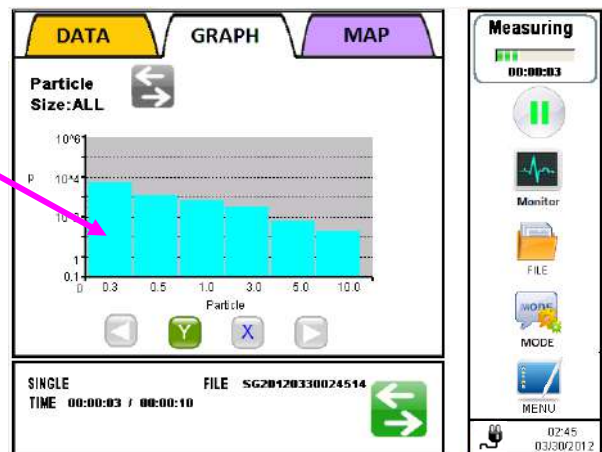 DATA GRAPH MAP
Particle
Size:ALL
10^6
P 10^4
1
0.1
0 0.3 0.5 1.0 3.0 5.0 10.0
Particle
Y X
SINGLE FILE SG20120330024514
TIME 00:00:03 / 00:00:10
Measuring
00:00:03
Monitor
FILE
MODE
MODE
MENU
02:45
03/30/2012